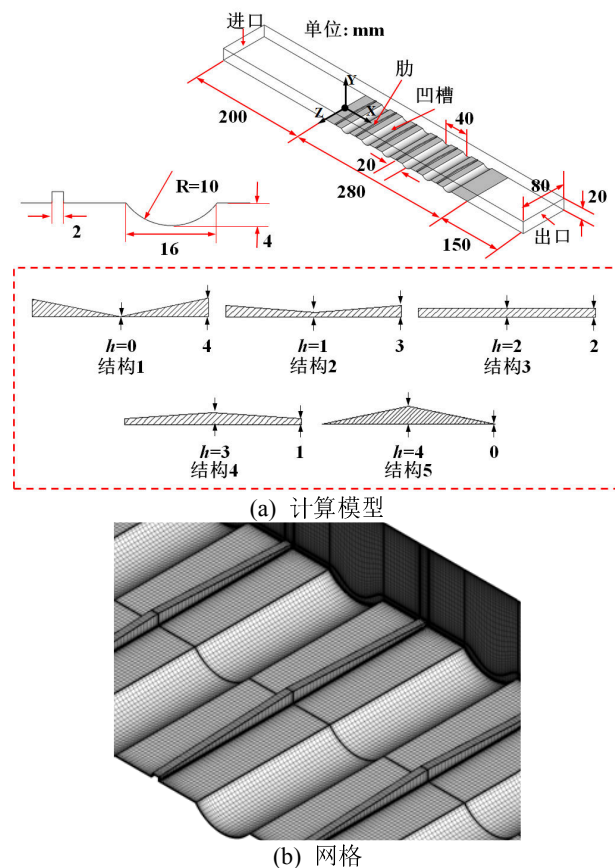 进口
单位: mm
Y
肋
Z
X
凹槽
40
200
20
280
80
20
150
出口
R=10
2
16
4
h=0
4
结构1
h=1
3
结构2
h=2
2
结构3
h=3
1
结构4
h=4
0
结构5
(a) 计算模型
(b) 网格